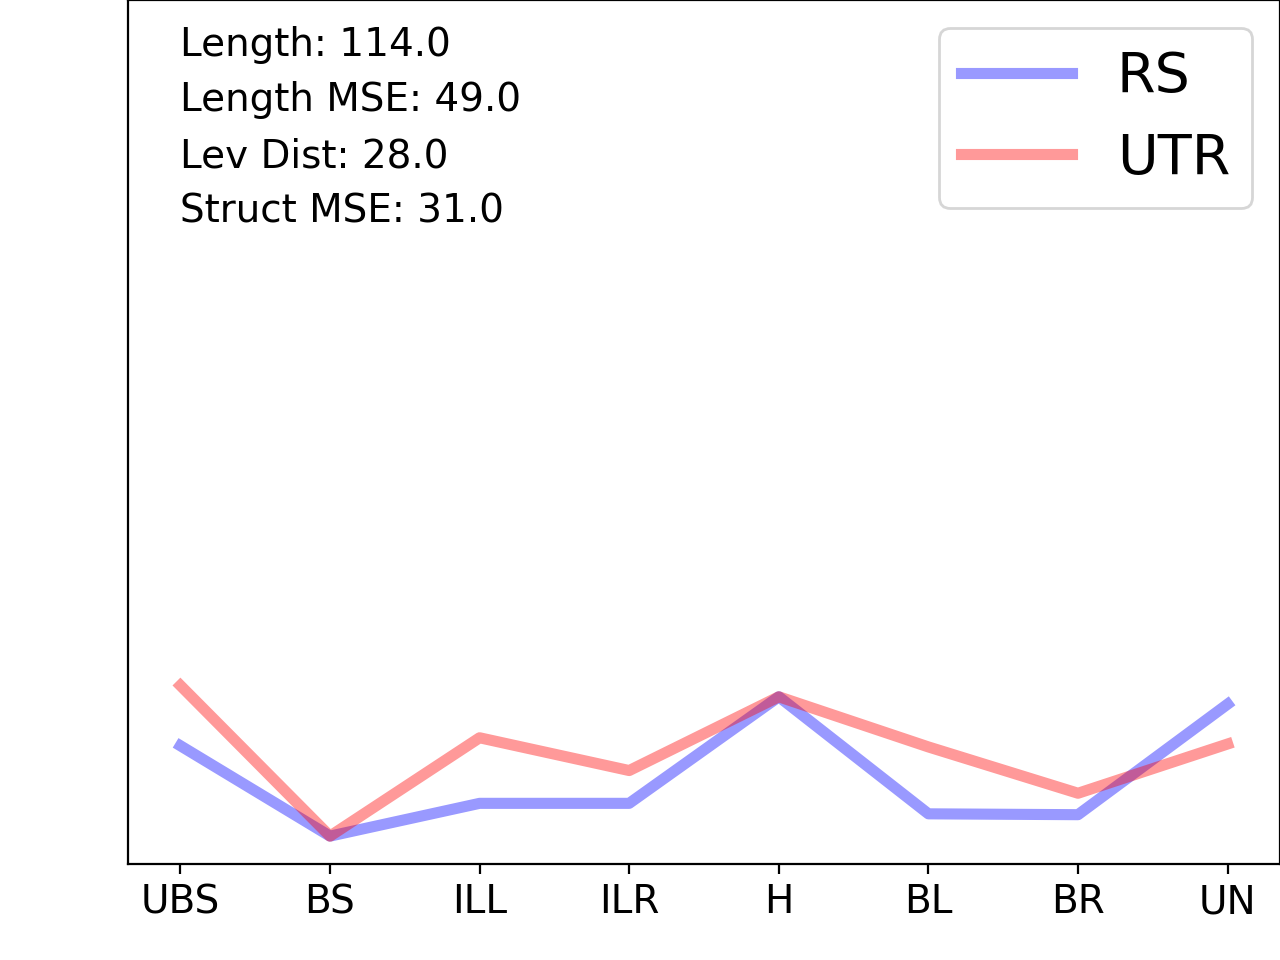 Length: 114.0
Length MSE: 49.0
Lev Dist: 28.0
Struct MSE: 31.0
RS
UTR
UBS BS ILL ILR H BL BR UN